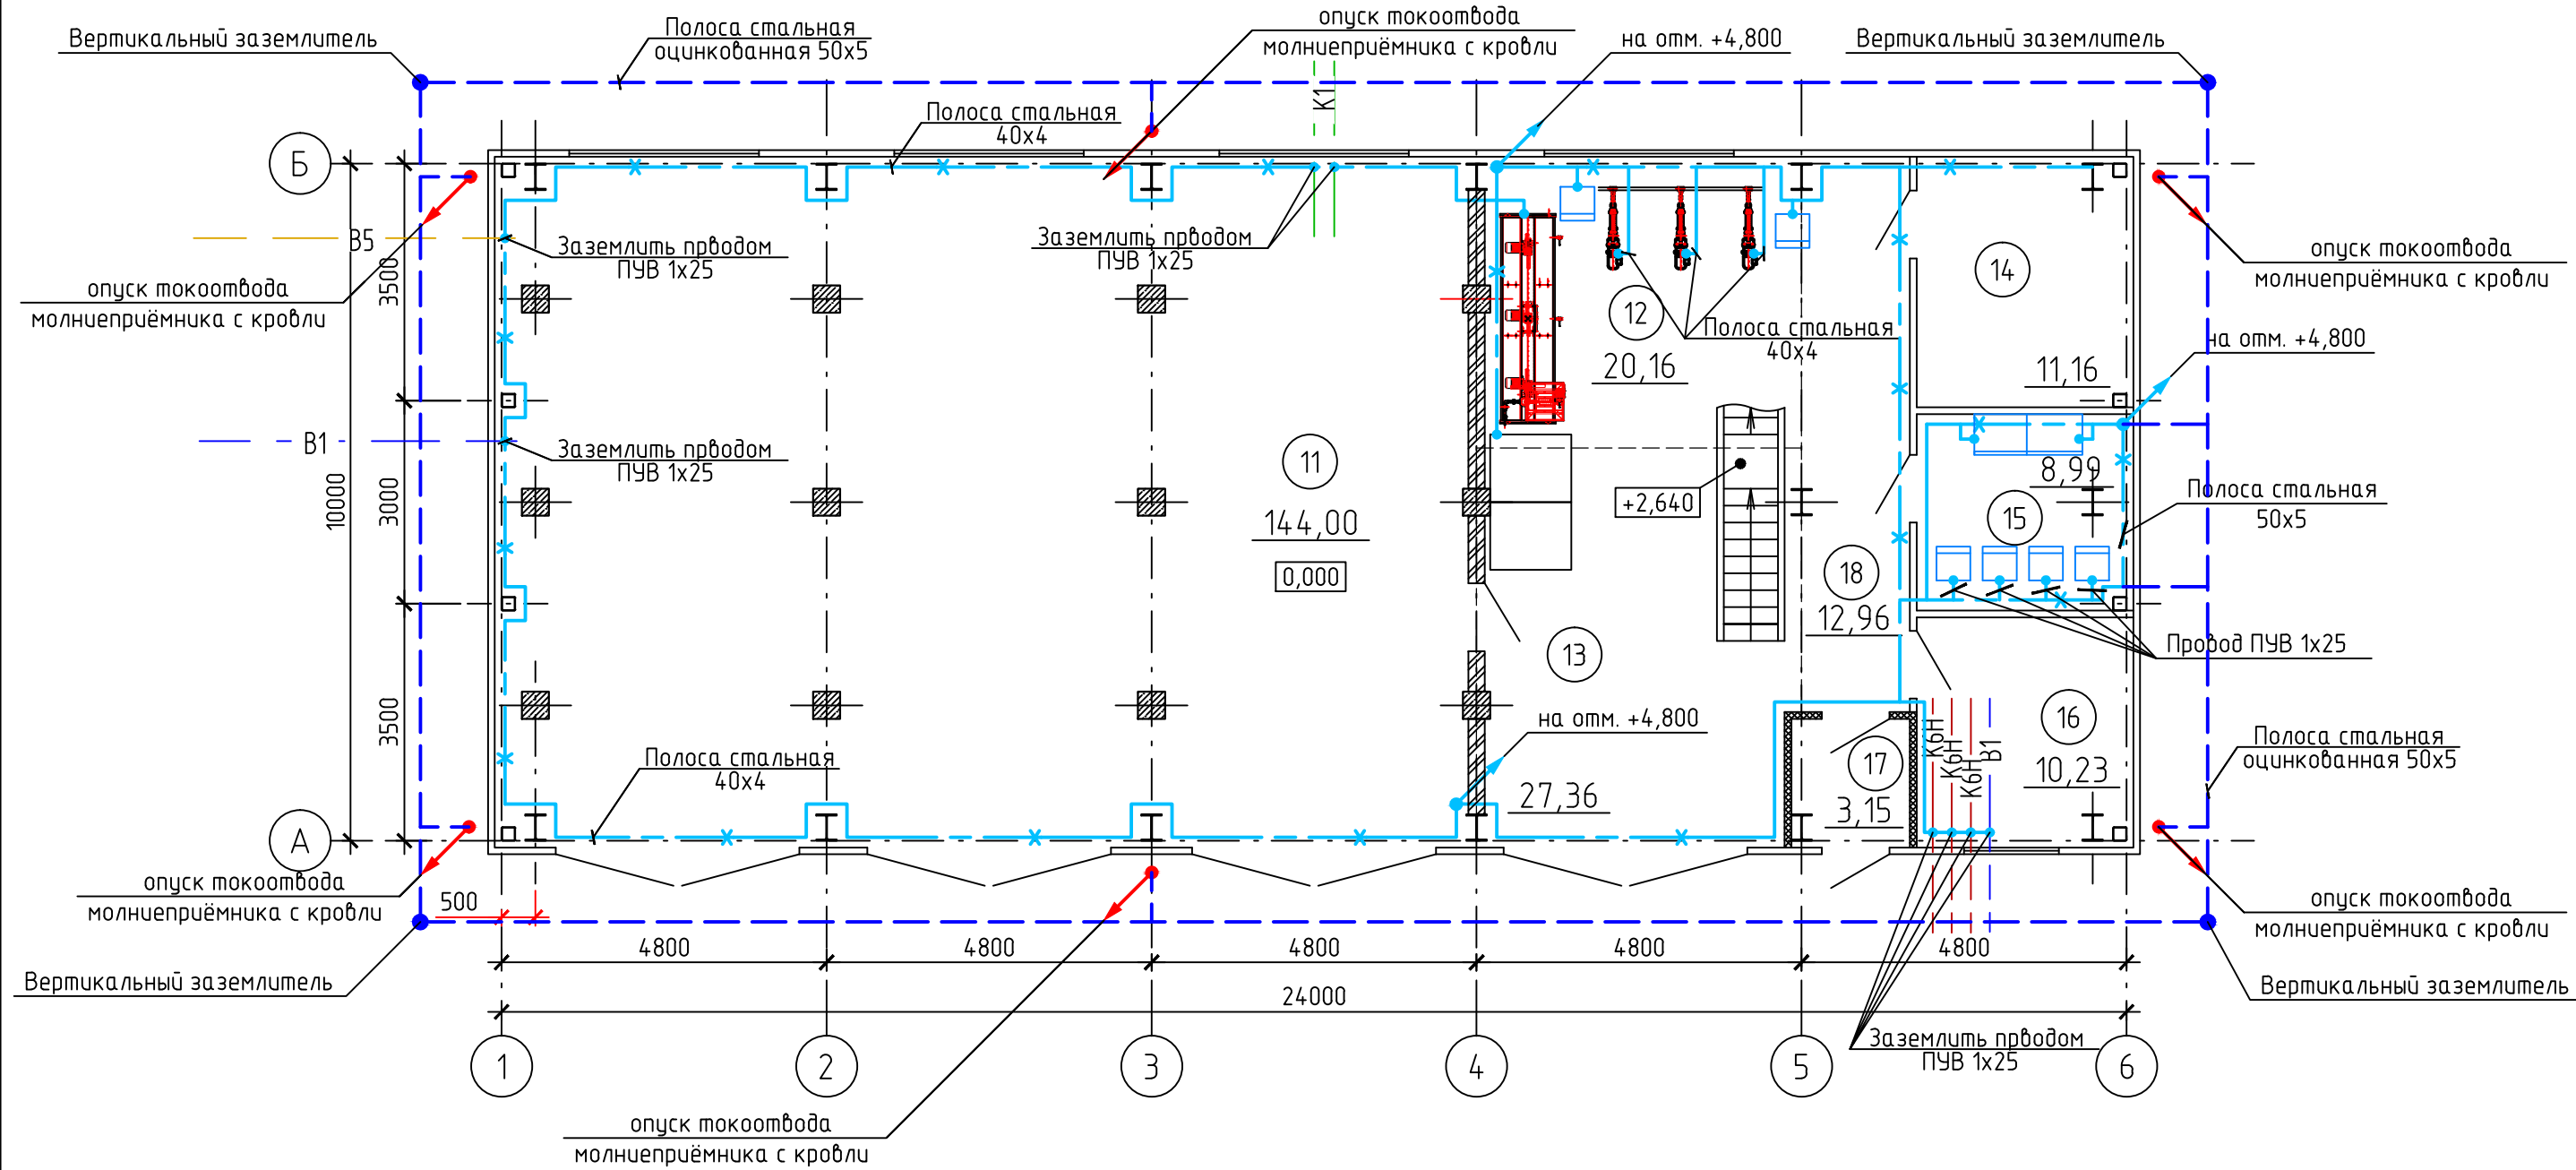 Вертикальный заземлитель
Полоса стальная
оцинкованная 50х5
опуск токоотвода
молниеприёмника с кровли
на отм. +4,800
Вертикальный заземлитель
К1
Полоса стальная
40х4
Б
В5
Заземлить прводом
ПУВ 1х25
Заземлить прводом
ПУВ 1х25
3500
опуск токоотвода
молниеприёмника с кровли
14
опуск токоотвода
молниеприёмника с кровли
12
20,16
Полоса стальная
40х4
11,16
на отм. +4,800
В1
Заземлить прводом
ПУВ 1х25
10000
3000
11
144,00
0,000
+2,640
8,99
15
Полоса стальная
50х5
18
12,96
13
Провод ПУВ 1х25
3500
на отм. +4,800
27,36
Полоса стальная
40х4
17
3,15
К6Н
К6Н
К6Н
В1
16
10,23
Полоса стальная
оцинкованная 50х5
А
опуск токоотвода
молниеприёмника с кровли
500
опуск токоотвода
молниеприёмника с кровли
4800
4800
4800
4800
4800
Вертикальный заземлитель
24000
Вертикальный заземлитель
Заземлить прводом
ПУВ 1х25
1
2
3
4
5
6
опуск токоотвода
молниеприёмника с кровли